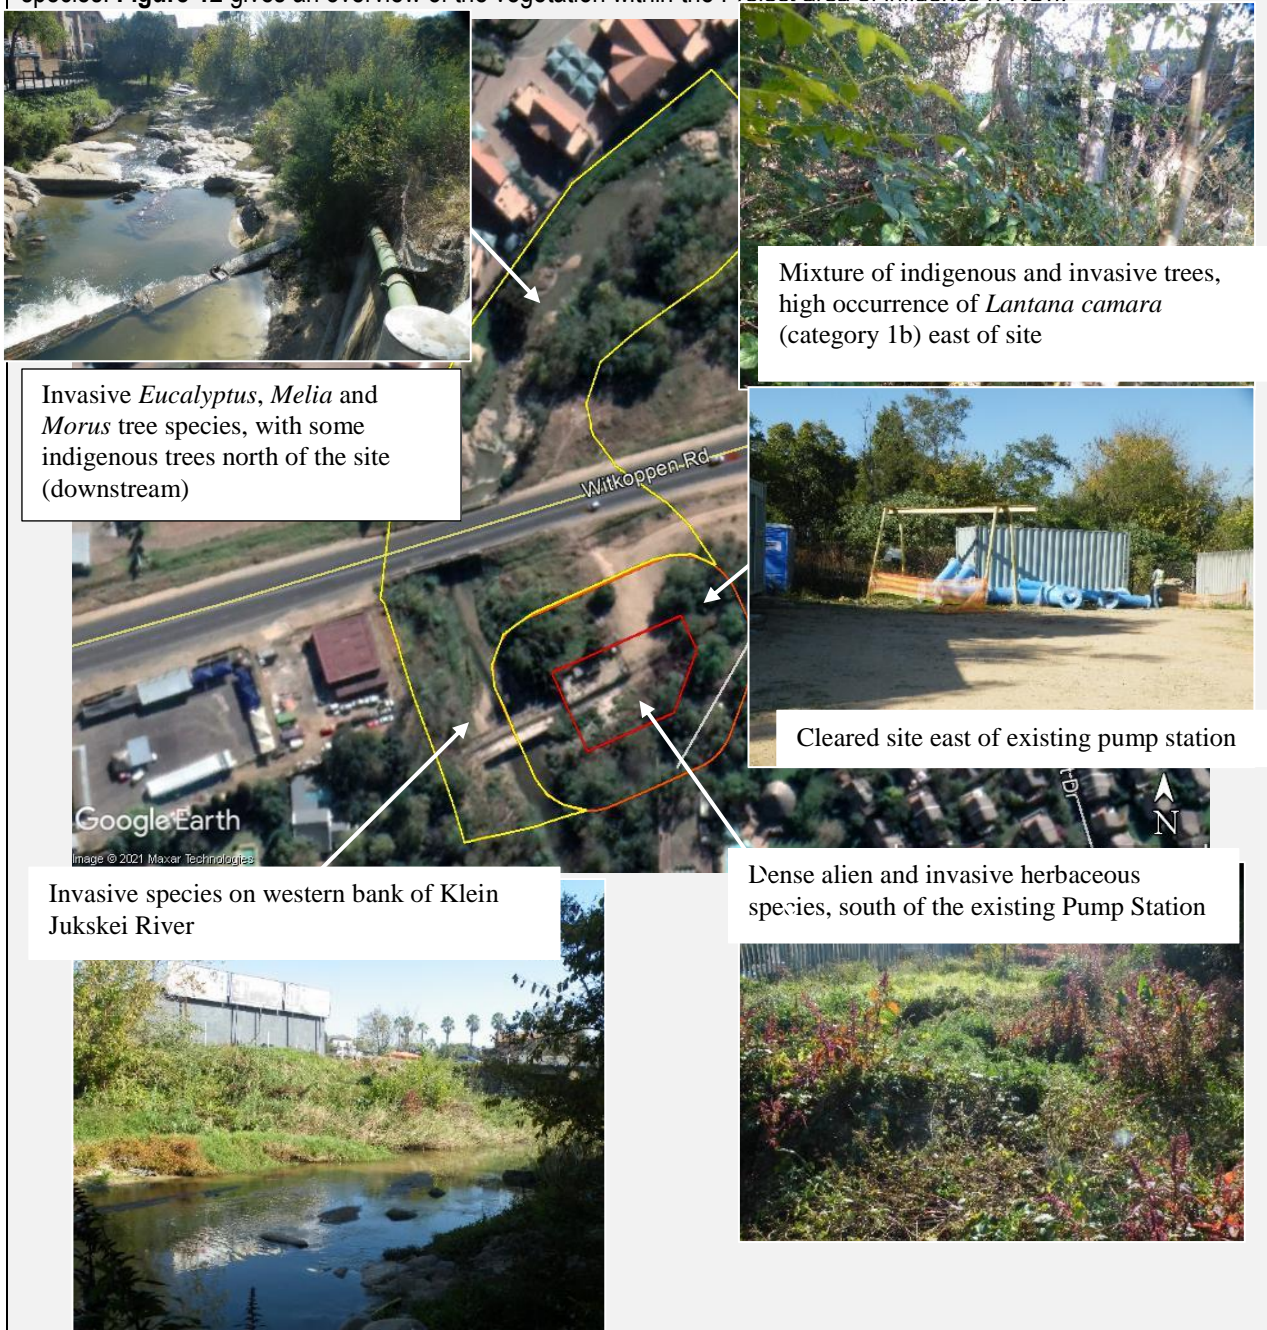 Mixture of indigenous and invasive trees,
high occurrence of Lantana camara
(category 1b) east of site
Invasive Eucalyptus, Melia and
Morus tree species, with some
indigenous trees north of the site
(downstream)
Witkoppen Rd
Cleared site east of existing pump station
Google Earth
Image © 2021 Maxar Technologies
Dr
N
Invasive species on western bank of Klein
Jukskei River
Dense alien and invasive herbaceous
species, south of the existing Pump Station